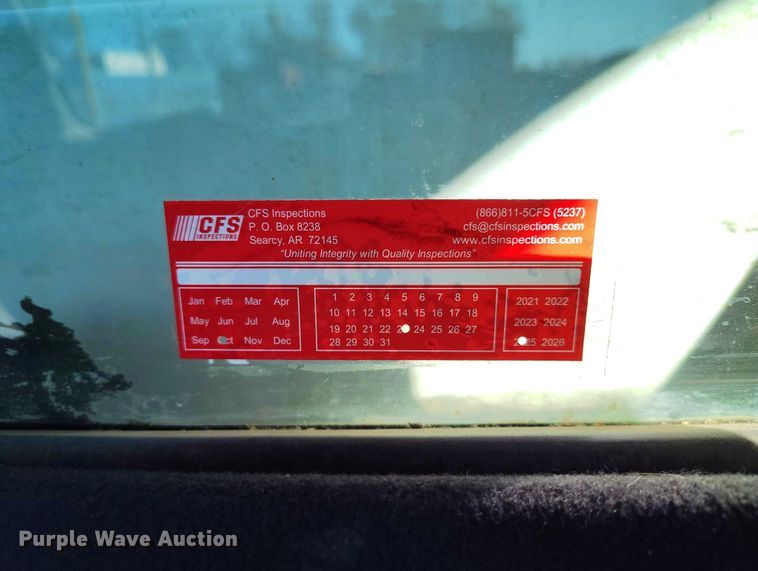 CFS
INSPECTIONS
CFS Inspections
P. O. Box 8238
Searcy, AR 72145
(866)811-5CFS (5237)
cfs@cfsinspections.com
www.cfsinspections.com
"Uniting Integrity with Quality Inspections"
Jan Feb Mar Apr
May Jun Jul Aug
Sep Oct Nov Dec
1 2 3 4 5 6 7 8 9
10 11 12 13 14 15 16 17 18
19 20 21 22 23 24 25 26 27
28 29 30 31
2021 2022
2023 2024
2025 2026
Purple Wave Auction